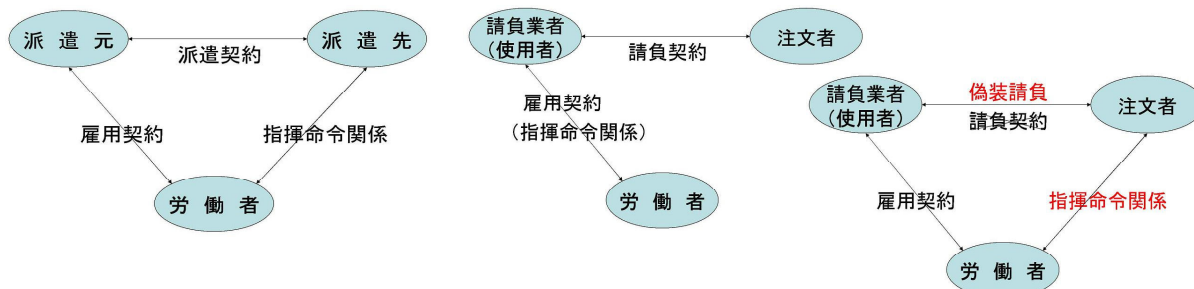 派遣元
派遣先
派遣契約
雇用契約
指揮命令関係
労働者
請負業者
(使用者)
注文者
請負契約
雇用契約
(指揮命令関係)
労働者
請負業者
(使用者)
注文者
偽装請負
請負契約
雇用契約
指揮命令関係
労働者